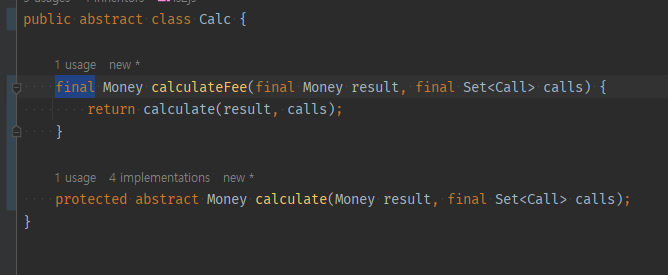 public abstract class Calc {
1 usage new *
final Money calculateFee(final Money result, final Set<Call> calls) {
return calculate(result, calls);
}
1 usage 4 implementations new *
protected abstract Money calculate(Money result, final Set<Call> calls);
}